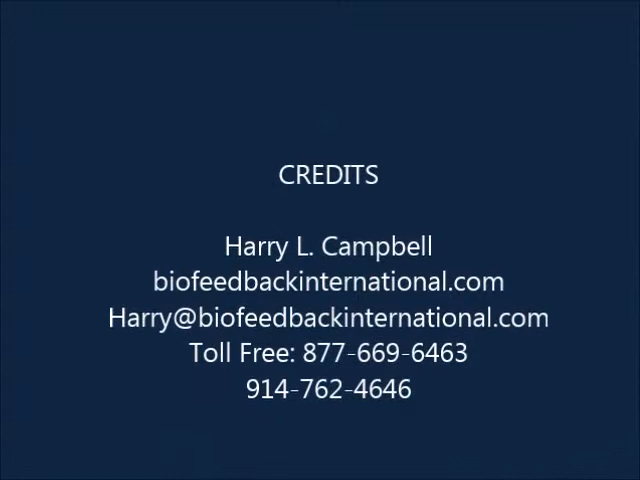 CREDITS
Harry L. Campbell
biofeedbackinternational.com
Harry@biofeedbackinternational.com
Toll Free: 877-669-6463
914-762-4646